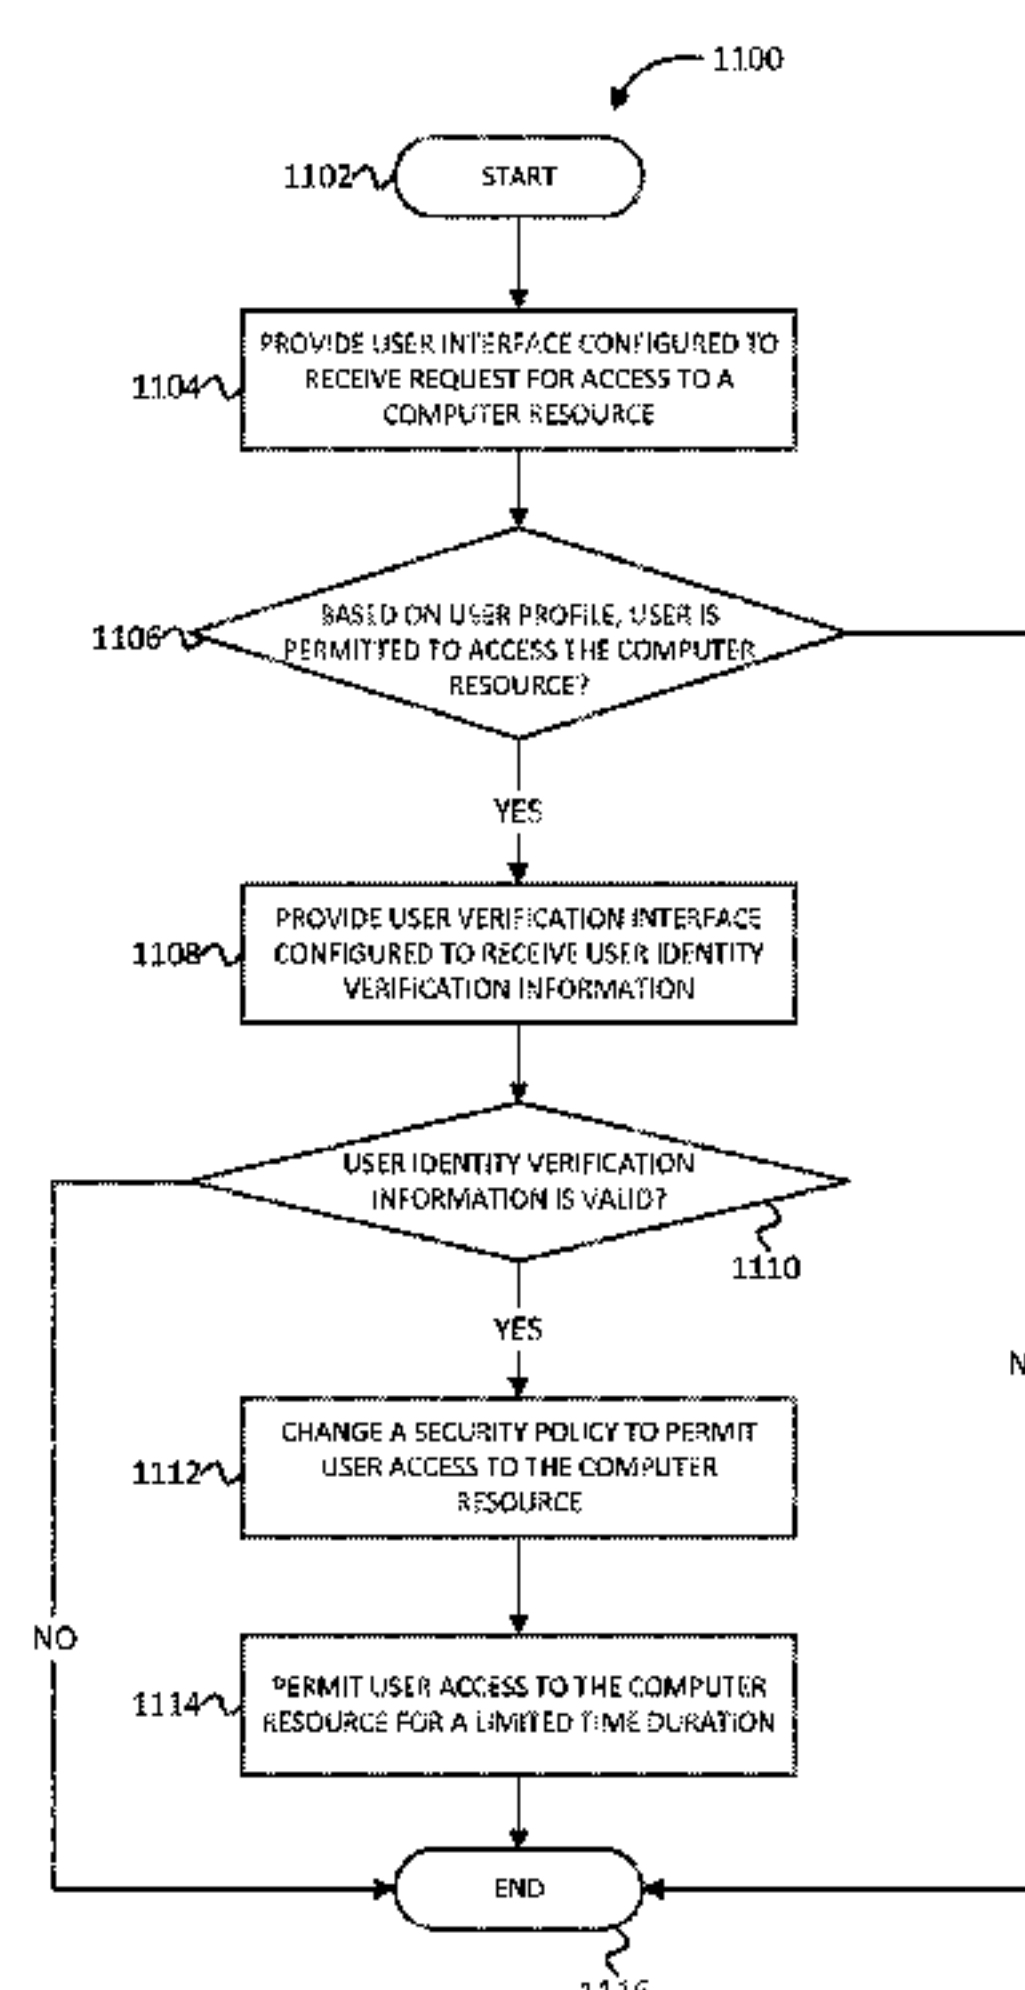 1100
1102
START
PROVIDE USER INTERFACE CONFIGURED TO
RECEIVE REQUEST FOR ACCESS TO A
COMPUTER RESOURCE
1104
BASED ON USER PROFILE, USER IS
PERMITTED TO ACCESS THE COMPUTER
RESOURCE?
1106
YES
PROVIDE USER VERIFICATION INTERFACE
CONFIGURED TO RECEIVE USER IDENTITY
VERIFICATION INFORMATION
1108
USER IDENTITY VERIFICATION
INFORMATION IS VALID?
1110
YES
CHANGE A SECURITY POLICY TO PERMIT
USER ACCESS TO THE COMPUTER
RESOURCE
1112
NO
PERMIT USER ACCESS TO THE COMPUTER
RESOURCE FOR A LIMITED TIME DURATION
1114
END